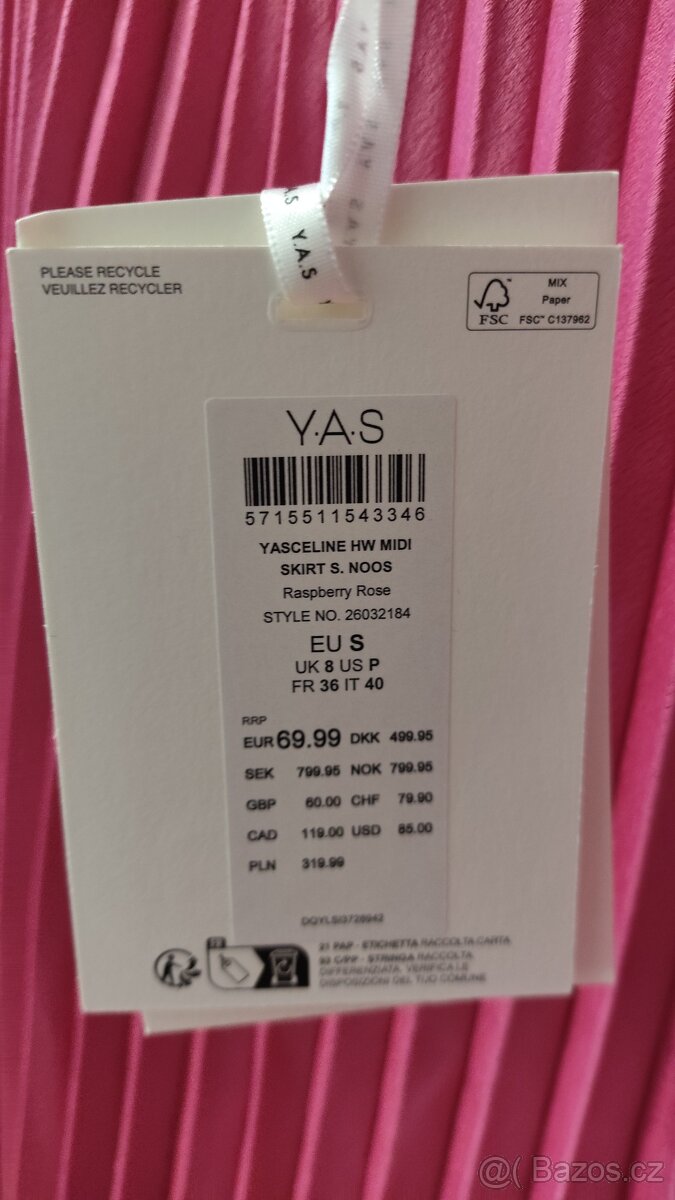 Y.A.S
PLEASE RECYCLE
VEUILLEZ RECYCLER
MIX
Paper
FSC™ C137962
FSC
Y.A.S
5715511543346
YASCELINE HW MIDI
SKIRT S. NOOS
Raspberry Rose
STYLE NO. 26032184
EU S
UK 8 US P
FR 36 IT 40
RRP
EUR 69.99 DKK 499.95
SEK 799.95 NOK 799.95
GBP 60.00 CHF 79.90
CAD 119.00 USD 85.00
PLN 319.99
21 PAP - ETICHETTA RACCOLTA CARTA
RACCOLTA
DIFFERENZIATA. VERIFICA LE
DISPOSIZIONI DEL TUO COMUNE
@( Bazos.cz